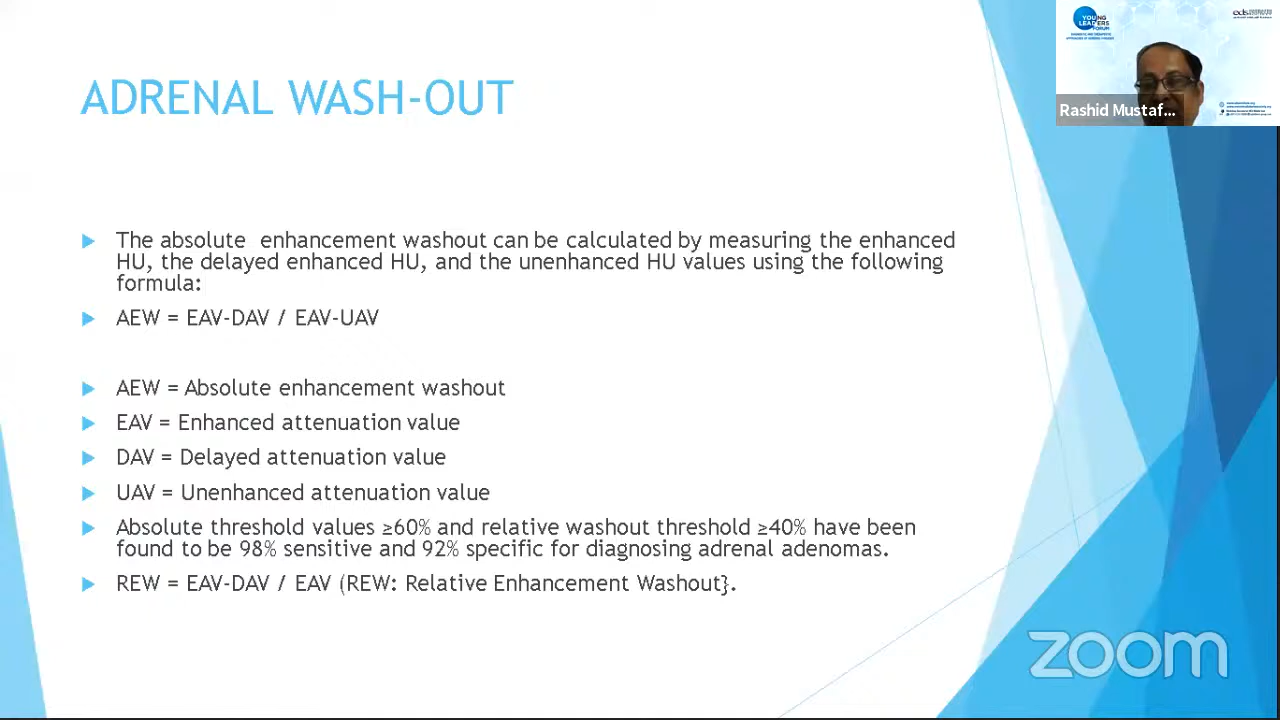 ADRENAL WASH-OUT
The absolute enhancement washout can be calculated by measuring the enhanced
HU, the delayed enhanced HU, and the unenhanced HU values using the following
formula:
AEW = EAV-DAV / EAV-UAV
AEW = Absolute enhancement washout
EAV = Enhanced attenuation value
DAV = Delayed attenuation value
UAV = Unenhanced attenuation value
Absolute threshold values ≥60% and relative washout threshold ≥40% have been
found to be 98% sensitive and 92% specific for diagnosing adrenal adenomas.
REW = EAV-DAV / EAV (REW: Relative Enhancement Washout}.
YOUNG
LEADERS
FORUM
Rashid Mustaf...
zoom